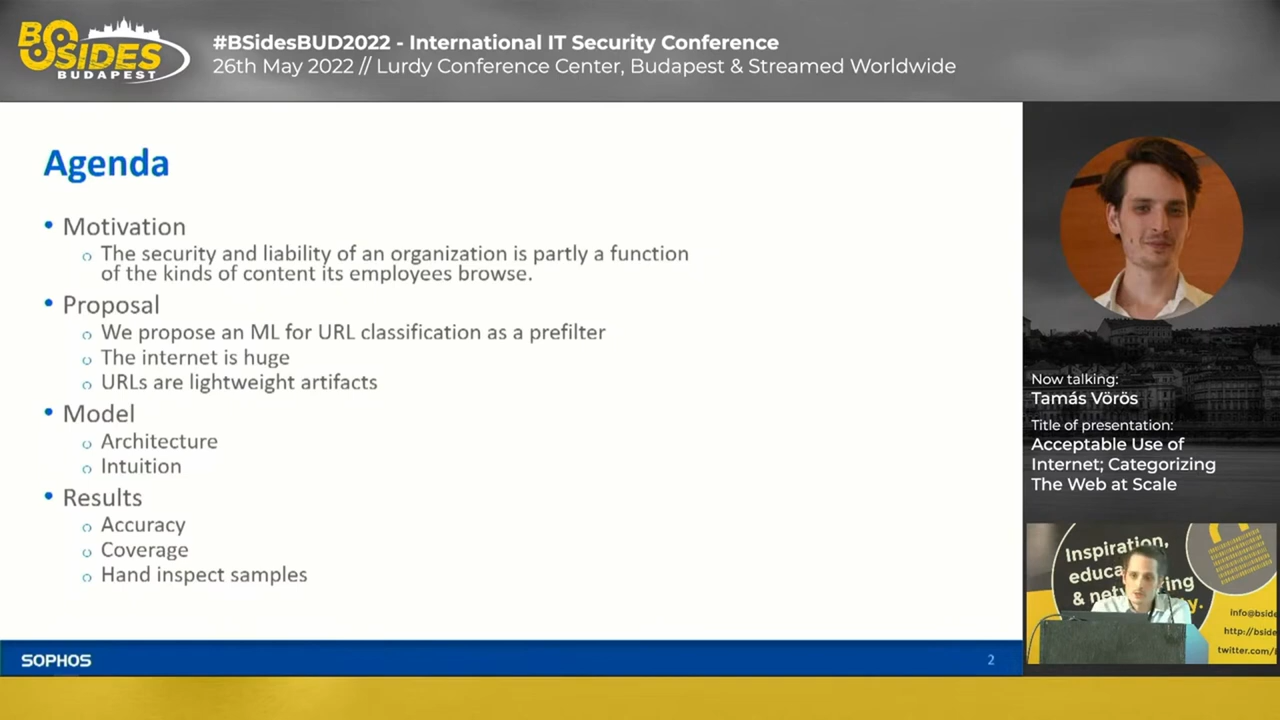 BSIDES
BUDAPEST
#BSidesBUD2022 - International IT Security Conference
26th May 2022 // Lurdy Conference Center, Budapest & Streamed Worldwide
Agenda
• Motivation
The security and liability of an organization is partly a function
of the kinds of content its employees browse.
• Proposal
We propose an ML for URL classification as a prefilter
The internet is huge
URLs are lightweight artifacts
• Model
Architecture
Intuition
• Results
Accuracy
Coverage
Hand inspect samples
SOPHOS
2
Now talking:
Tamás Vörös
Title of presentation:
Acceptable Use of
Internet; Categorizing
The Web at Scale
Inspiration,
educa
& net ing
y.
info@bside
http://bside
twitter.com/